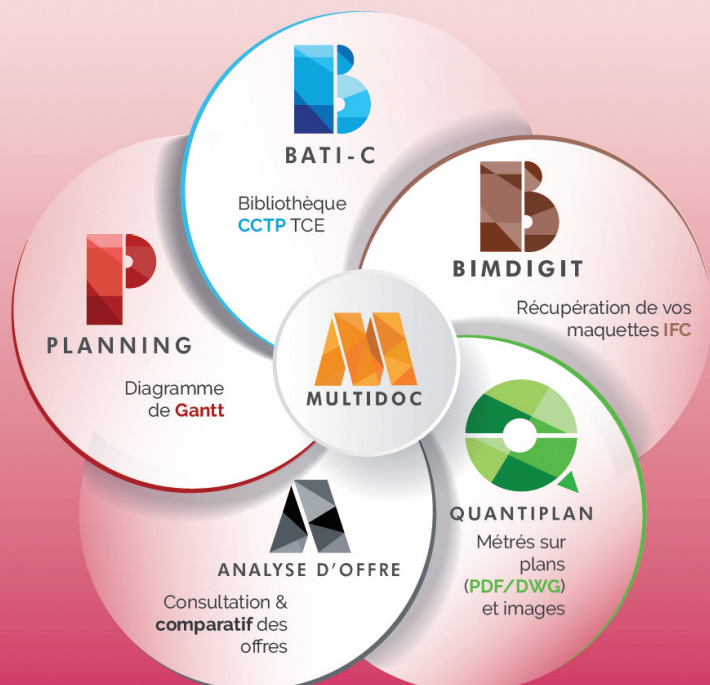 BATI-C
Bibliothèque
CCTP TCE
BIMDIGIT
Récupération de vos
maquettes IFC
PLANNING
Diagramme
de Gantt
MULTIDOC
QUANTIPLAN
Métrés sur
plans
(PDF/DWG)
et images
ANALYSE D'OFFRE
Consultation &
comparatif des
offres